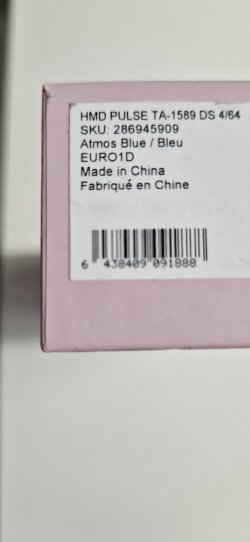 HMD PULSE TA-1589 DS 4/64
SKU: 286945909
Atmos Blue / Bleu
EURO1D
Made in China
Fabriqué en Chine
6 438409 091888